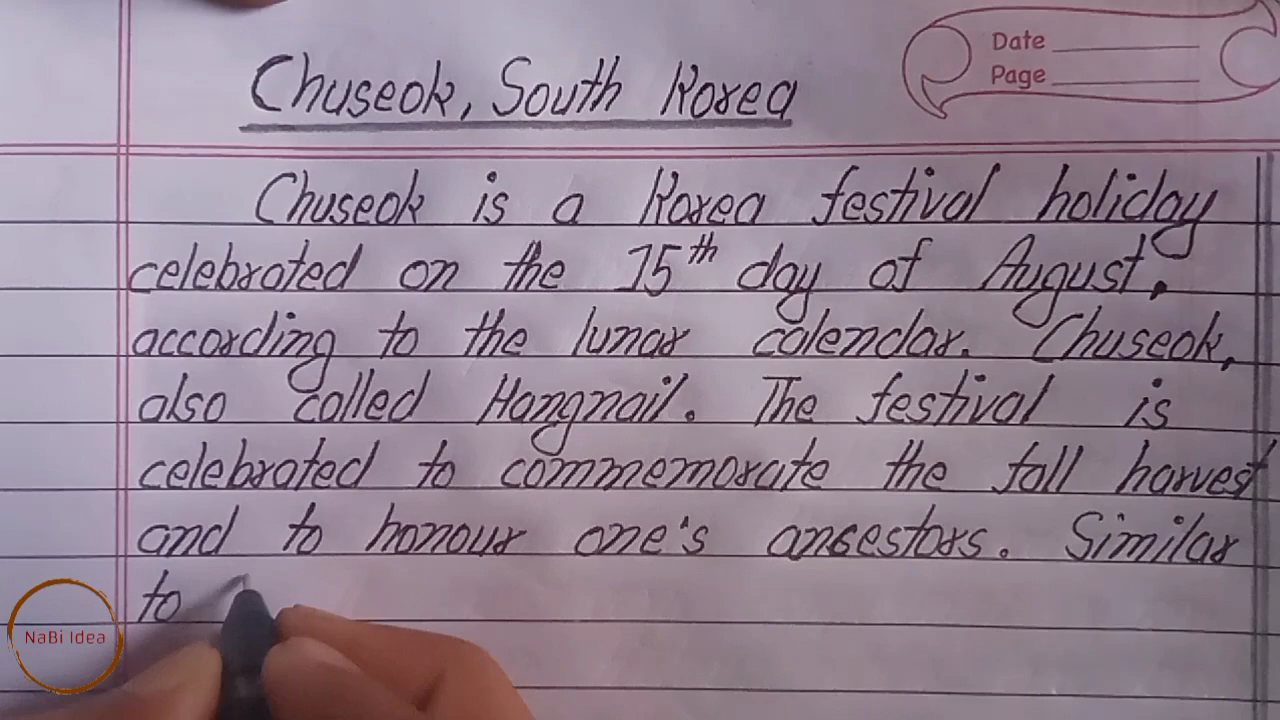 Date
Page
Chuseok, South Korea
Chuseok is a Korea festival holiday
celebrated on the 15th day of August.
according to the lunar calendar. Chuseok,
also called Hangnail. The festival is
celebrated to commemorate the fall harvest
and to honour one's ancestors. Similar
to
NaBi Idea